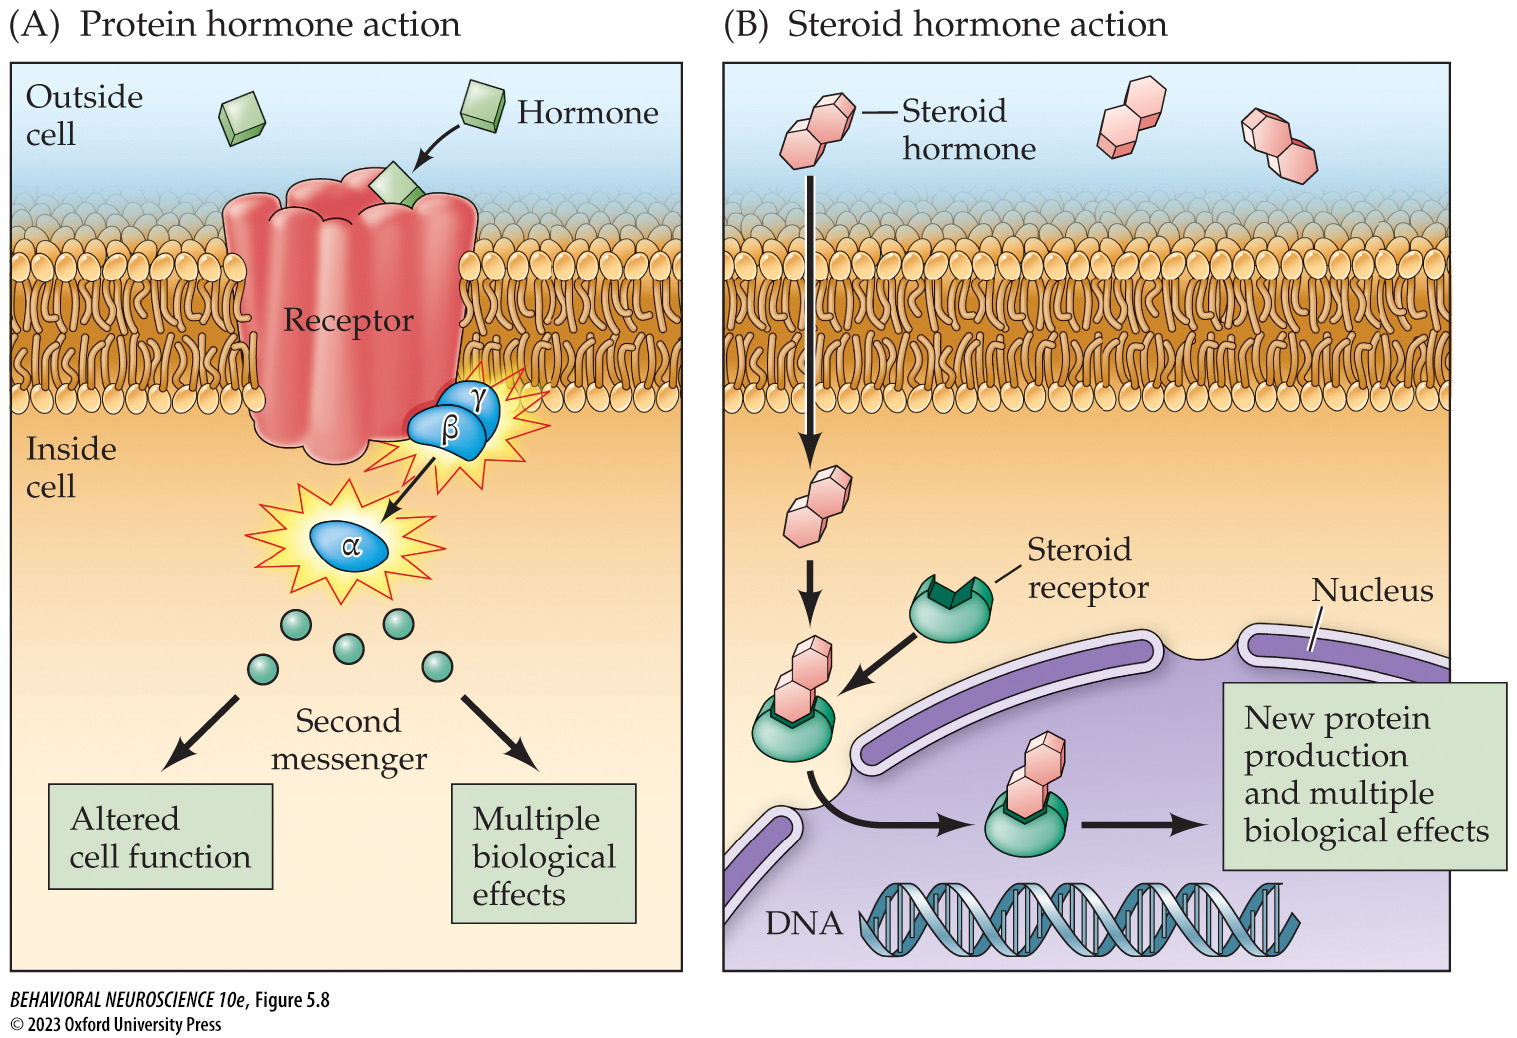 (A) Protein hormone action
Outside
cell
Hormone
Receptor
γ
β
Inside
cell
α
Second
messenger
Altered
cell function
Multiple
biological
effects
(B) Steroid hormone action
Steroid
hormone
Steroid
receptor
Nucleus
New protein
production
and multiple
biological effects
DNA
BEHAVIORAL NEUROSCIENCE 10e, Figure 5.8
© 2023 Oxford University Press